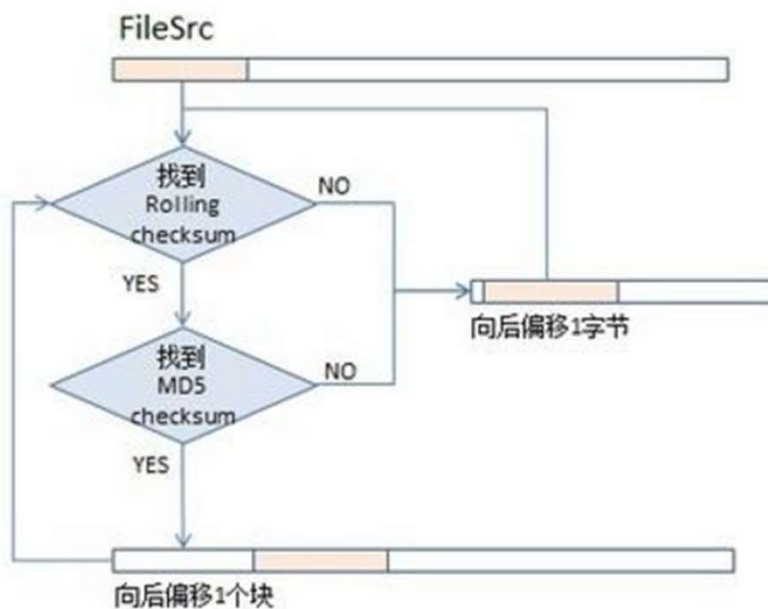 FileSrc
找到
Rolling
checksum
NO
YES
向后偏移1字节
找到
MD5
checksum
NO
YES
向后偏移1个块